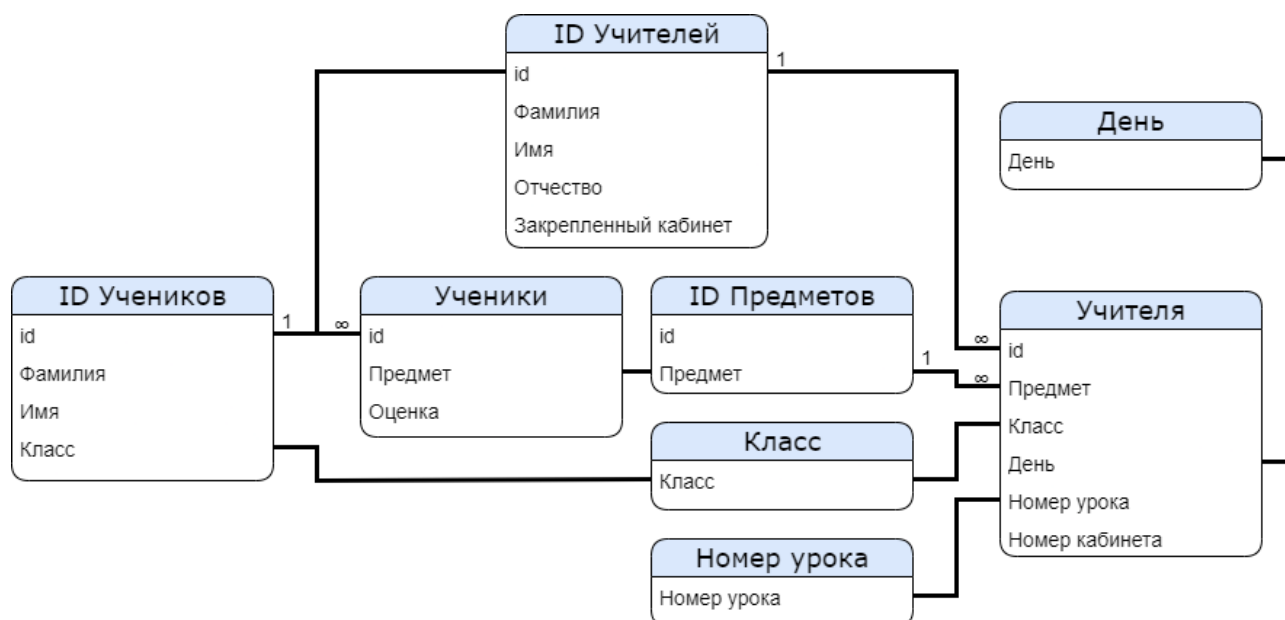 ID Учителей
id
Фамилия
Имя
Отчество
Закрепленный кабинет
1
День
День
ID Учеников
id
Фамилия
Имя
Класс
1
∞
Ученики
id
Предмет
Оценка
ID Предметов
id
Предмет
1
∞
∞
Учителя
id
Предмет
Класс
День
Номер урока
Номер кабинета
Класс
Класс
Номер урока
Номер урока